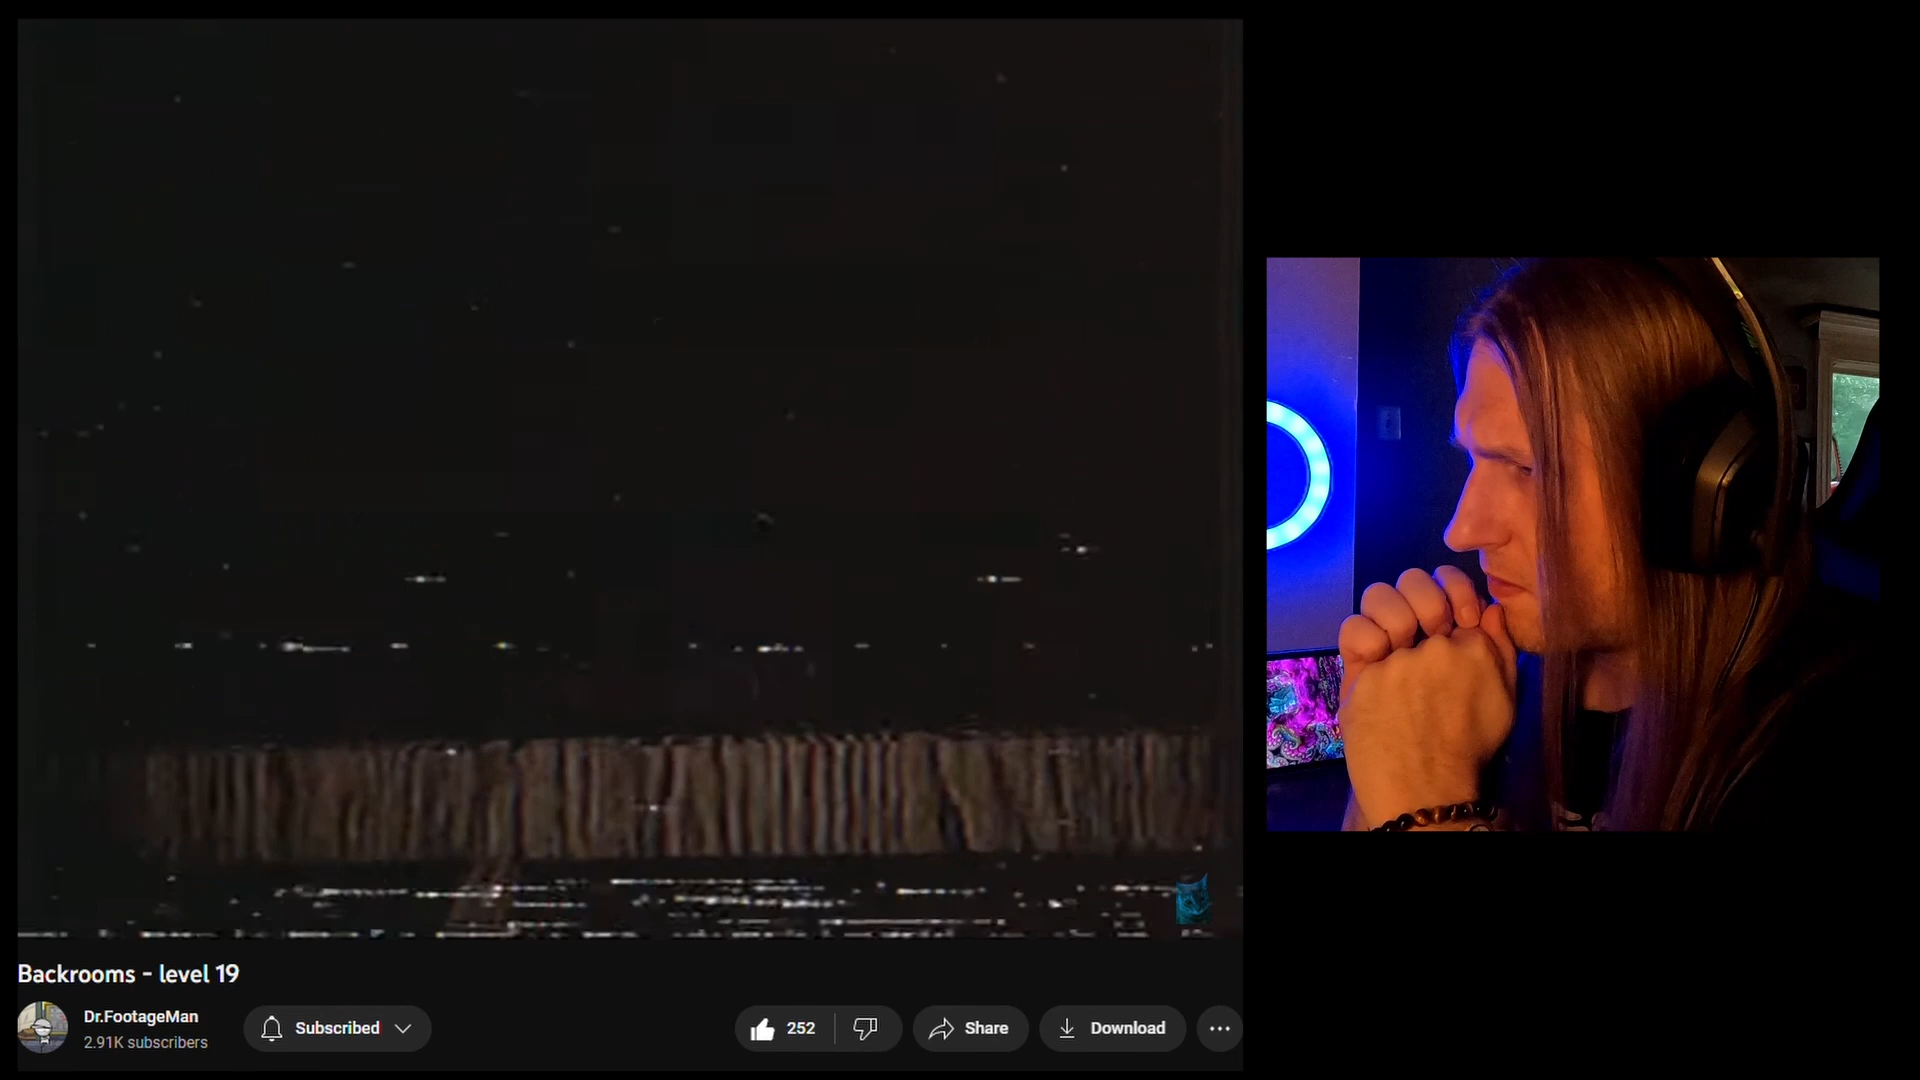 Backrooms - level 19
Dr.FootageMan
2.91K subscribers
Subscribed
252
Share
Download